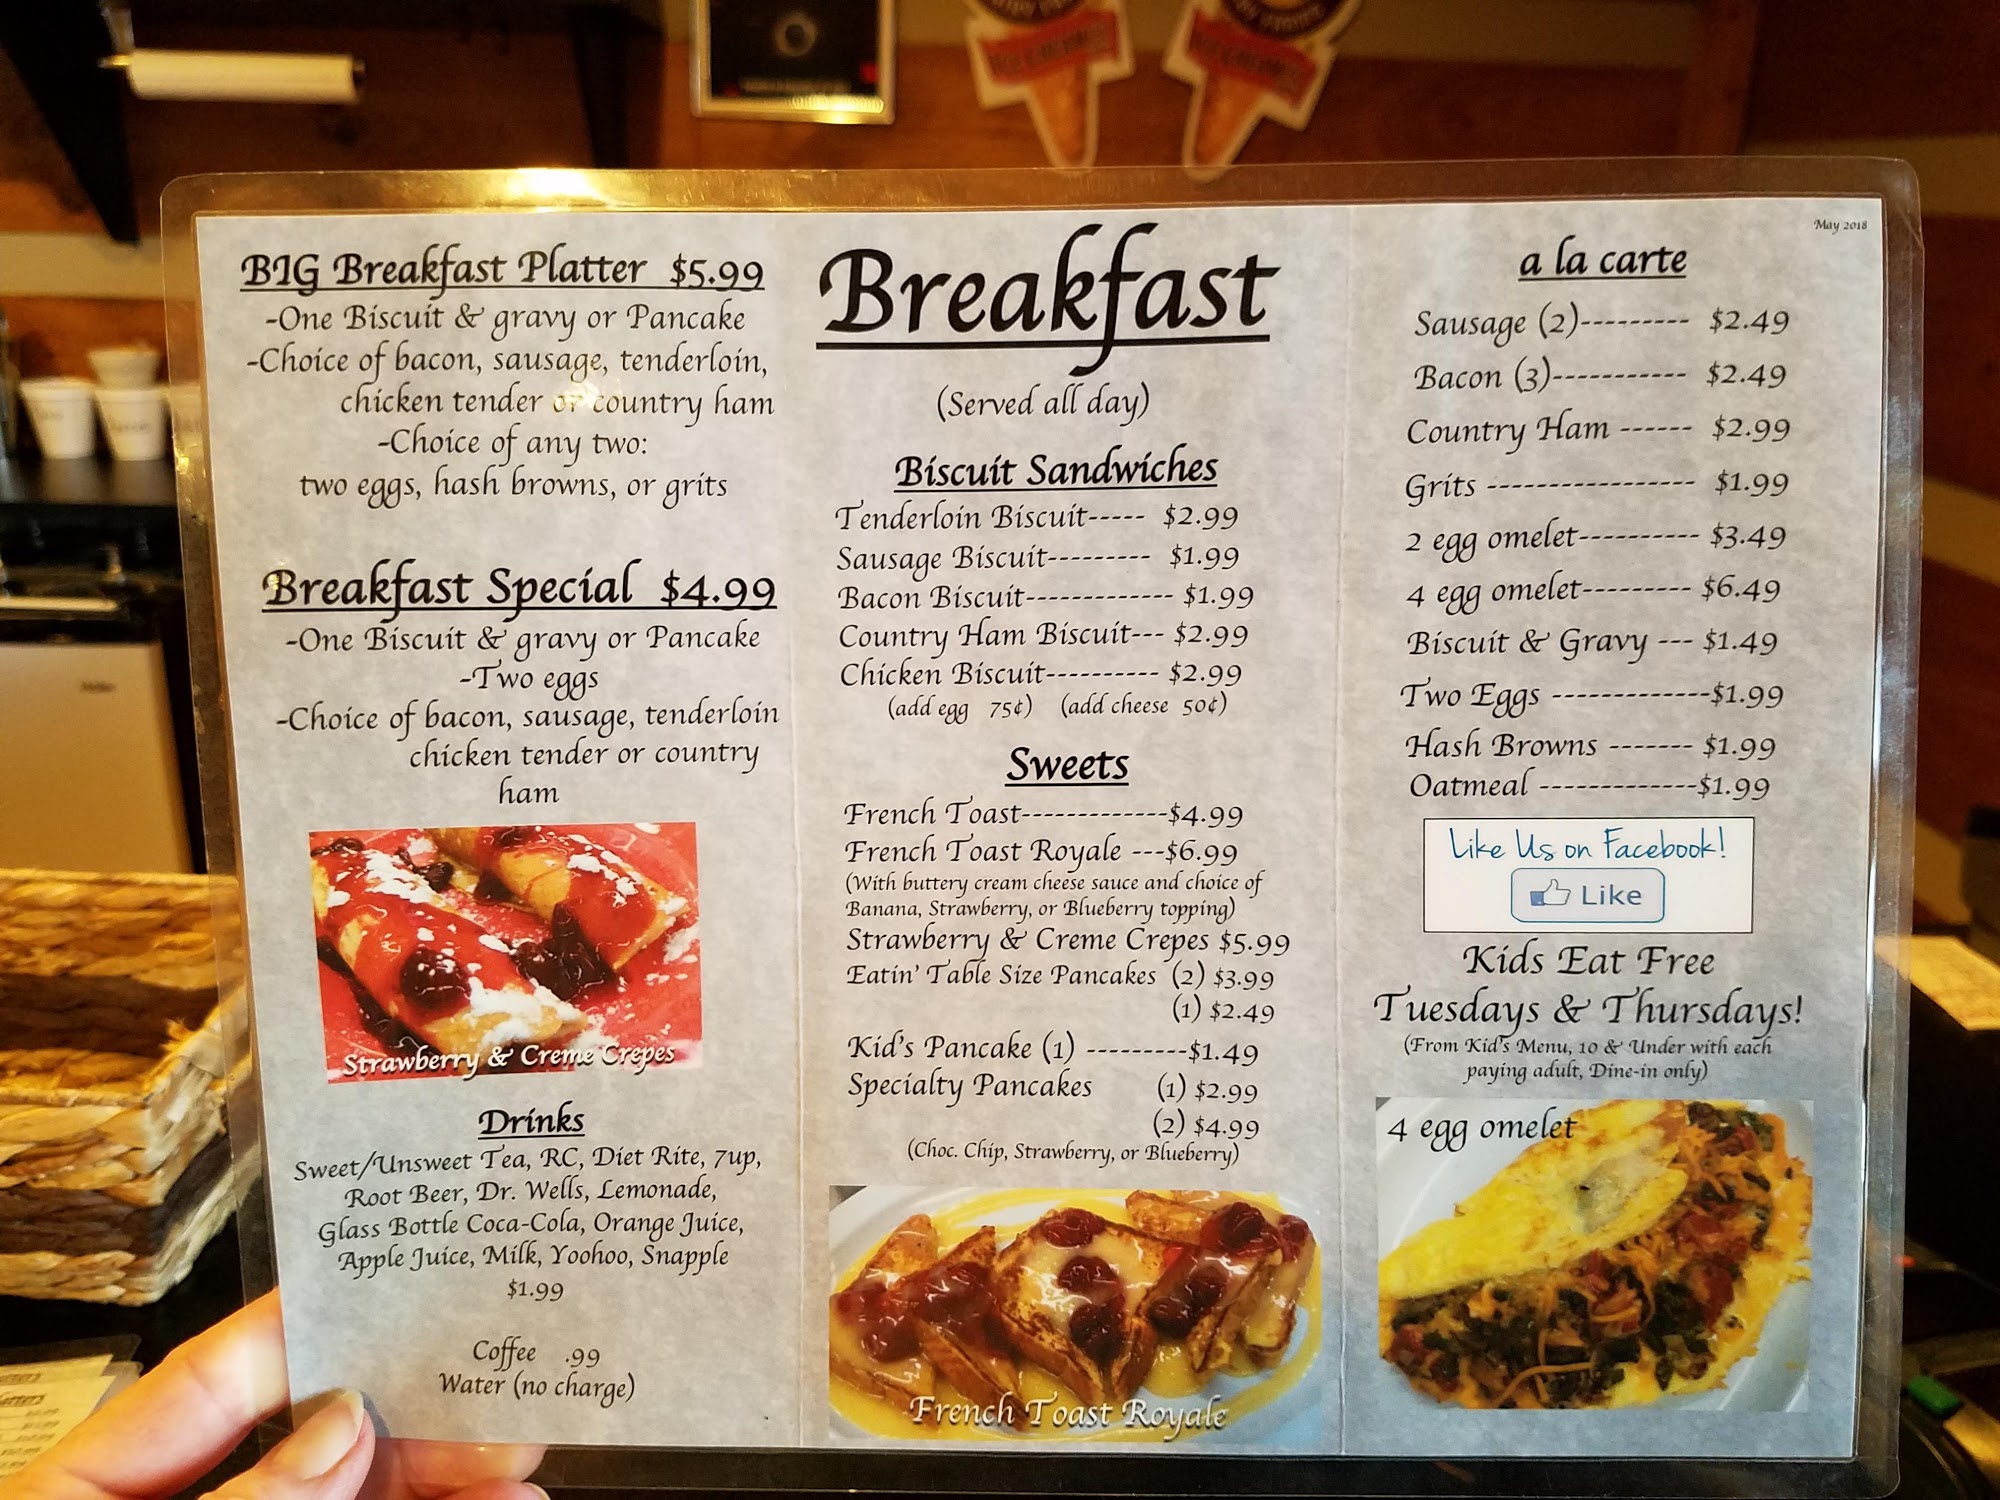 BIG Breakfast Platter $5.99
-One Biscuit & gravy or Pancake
-Choice of bacon, sausage, tenderloin,
chicken tender or country ham
-Choice of any two:
two eggs, hash browns, or grits
Breakfast Special $4.99
-One Biscuit & gravy or Pancake
-Two eggs
-Choice of bacon, sausage, tenderloin
chicken tender or country
ham
Strawberry & Creme Crepes
Drinks
Sweet/Unsweet Tea, RC, Diet Rite, 7up,
Root Beer, Dr. Wells, Lemonade,
Glass Bottle Coca-Cola, Orange Juice,
Apple Juice, Milk, Yoohoo, Snapple
$1.99
Coffee .99
Water (no charge)
Breakfast
(Served all day)
Biscuit Sandwiches
Tenderloin Biscuit----- $2.99
Sausage Biscuit--------- $1.99
Bacon Biscuit------------- $1.99
Country Ham Biscuit--- $2.99
Chicken Biscuit---------- $2.99
(add egg 75¢) (add cheese 50¢)
Sweets
French Toast-------------$4.99
French Toast Royale ---$6.99
(With buttery cream cheese sauce and choice of
Banana, Strawberry, or Blueberry topping)
Strawberry & Creme Crepes $5.99
Eatin' Table Size Pancakes (2) $3.99
(1) $2.49
Kid's Pancake (1) ---------$1.49
Specialty Pancakes (1) $2.99
(2) $4.99
(Choc. Chip, Strawberry, or Blueberry)
French Toast Royale
May 2018
a la carte
Sausage (2)--------- $2.49
Bacon (3)----------- $2.49
Country Ham ------ $2.99
Grits ----------------- $1.99
2 egg omelet---------- $3.49
4 egg omelet--------- $6.49
Biscuit & Gravy --- $1.49
Two Eggs -------------$1.99
Hash Browns ------- $1.99
Oatmeal -------------$1.99
Like Us on Facebook!
Like
Kids Eat Free
Tuesdays & Thursdays!
(From Kid's Menu, 10 & Under with each
paying adult, Dine-in only)
4 egg omelet